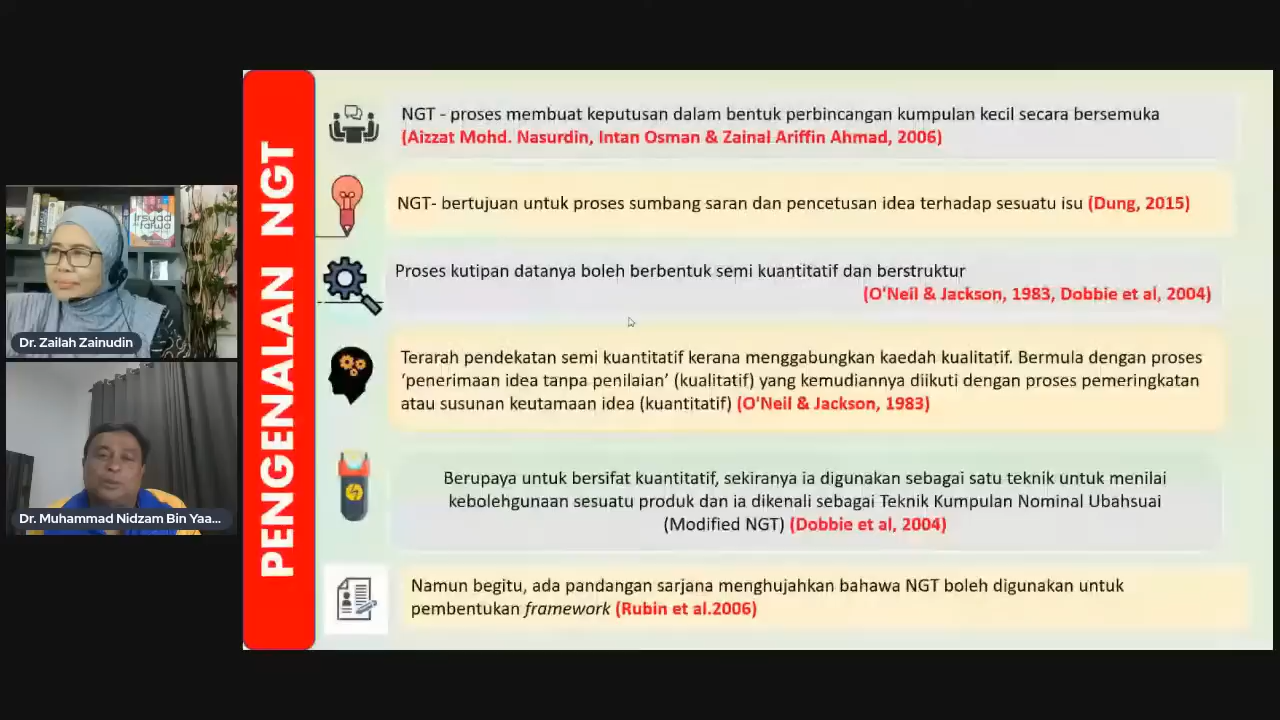 PENGENALAN NGT
NGT - proses membuat keputusan dalam bentuk perbincangan kumpulan kecil secara bersemuka
(Aizzat Mohd. Nasurdin, Intan Osman & Zainal Ariffin Ahmad, 2006)
NGT- bertujuan untuk proses sumbang saran dan pencetusan idea terhadap sesuatu isu (Dung, 2015)
Proses kutipan datanya boleh berbentuk semi kuantitatif dan berstruktur
(O'Neil & Jackson, 1983, Dobbie et al, 2004)
Terarah pendekatan semi kuantitatif kerana menggabungkan kaedah kualitatif. Bermula dengan proses
‘penerimaan idea tanpa penilaian’ (kualitatif) yang kemudiannya diikuti dengan proses pemeringkatan
atau susunan keutamaan idea (kuantitatif) (O'Neil & Jackson, 1983)
Berupaya untuk bersifat kuantitatif, sekiranya ia digunakan sebagai satu teknik untuk menilai
kebolehgunaan sesuatu produk dan ia dikenali sebagai Teknik Kumpulan Nominal Ubahsuai
(Modified NGT) (Dobbie et al, 2004)
Namun begitu, ada pandangan sarjana menghujahkan bahawa NGT boleh digunakan untuk
pembentukan framework (Rubin et al.2006)
Irsyad
fatwa
Dr. Zailah Zainudin
Dr. Muhammad Nidzam Bin Yaa...